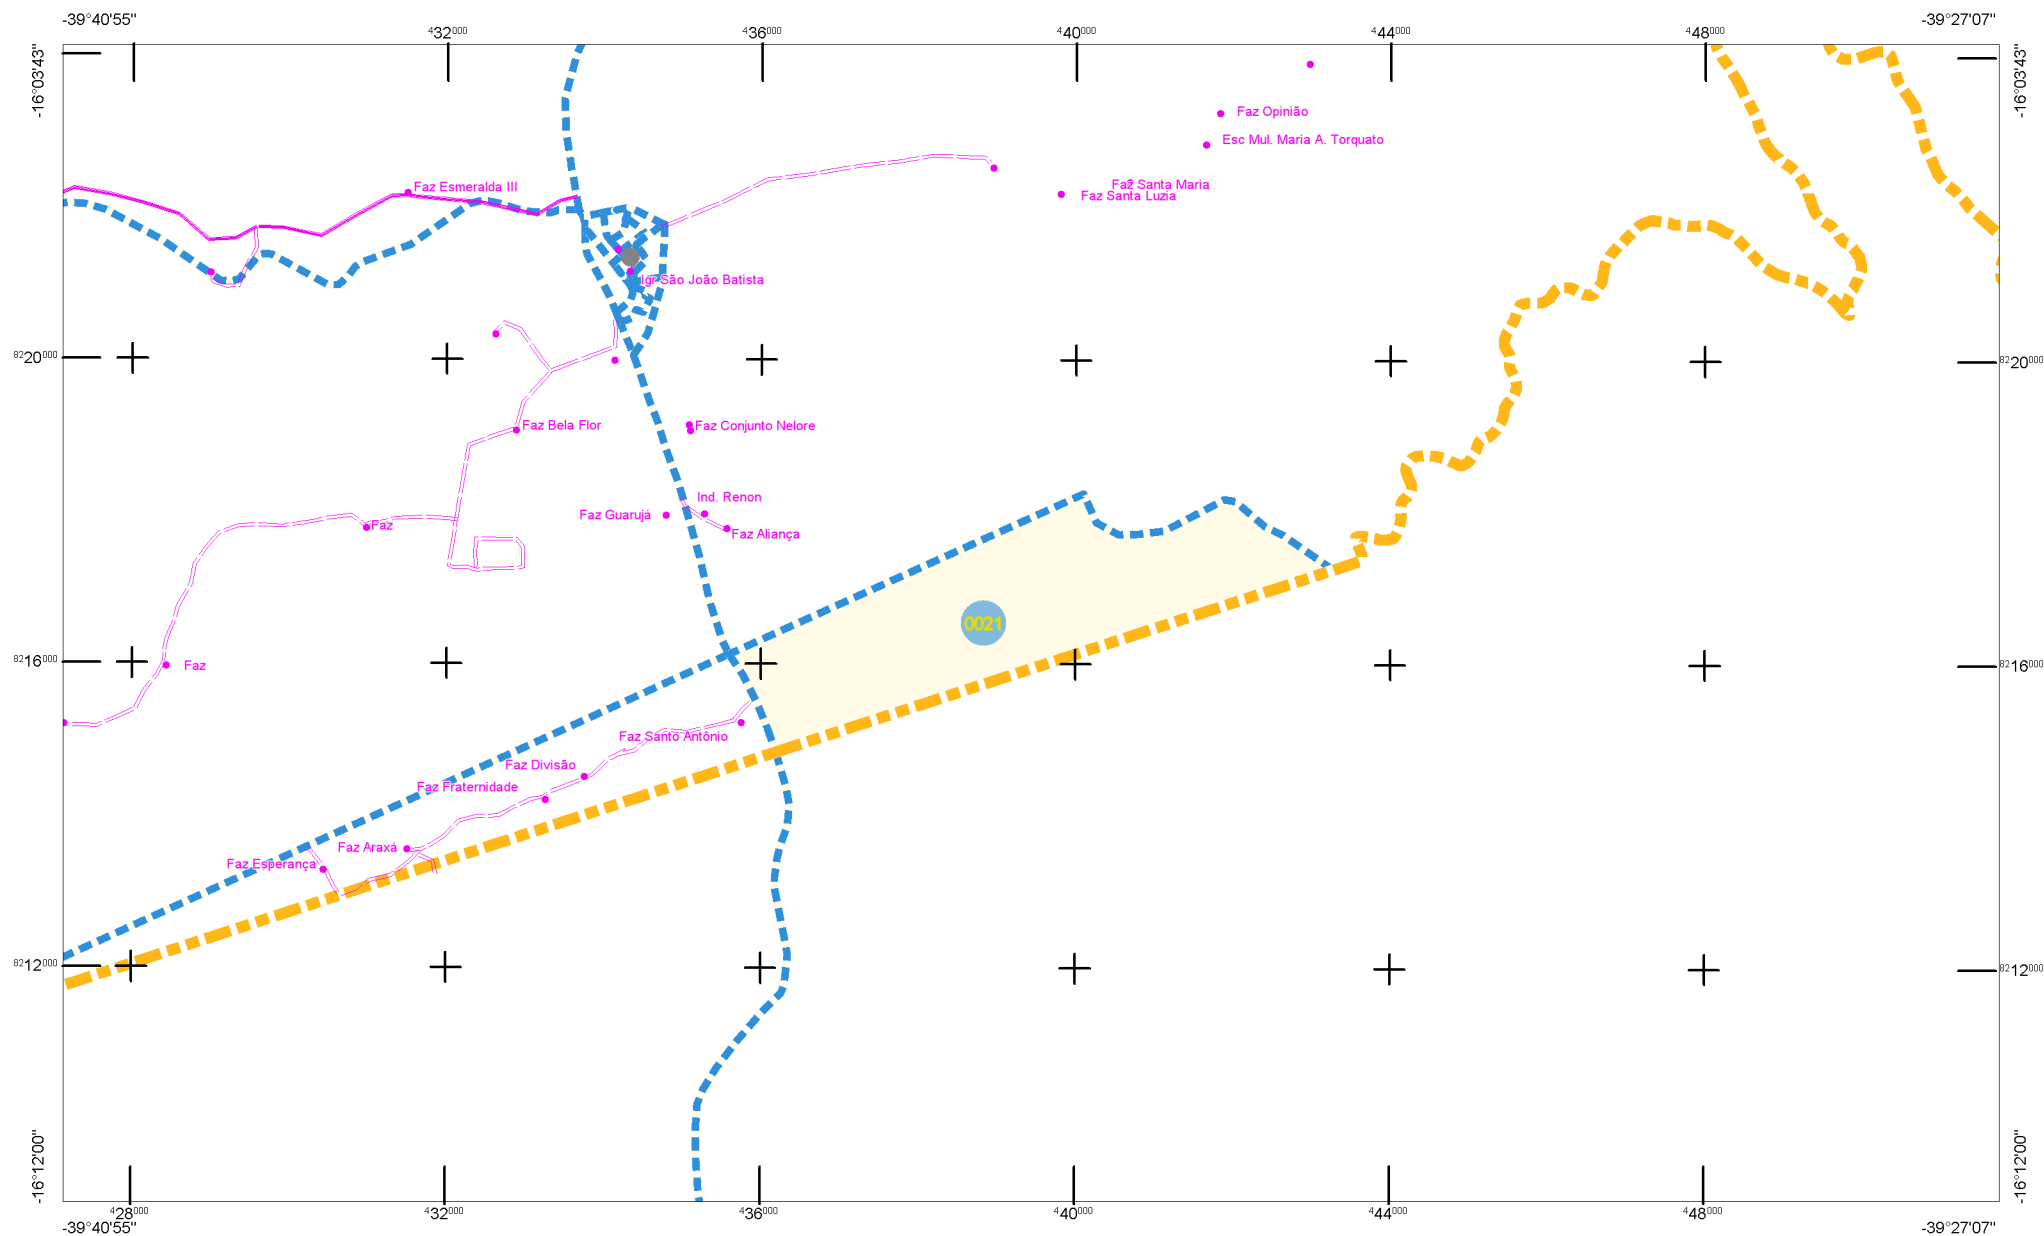 -39°40'55"
-39°27'07"
432000
436000
440000
444000
448000
-16°03'43"
-16°03'43"
Faz Opinião
Esc Mul. Maria A. Torquato
Faz Esmeralda III
Faz Santa Maria
Faz Santa Luzia
Igr São João Batista
8220000
8220000
Faz Bela Flor
Faz Conjunto Nelore
Ind. Renon
Faz Guarujá
Faz
Faz Aliança
0021
Faz
8216000
8216000
Faz Santo Antônio
Faz Divisão
Faz Fraternidade
Faz Araxá
Faz Esperança
8212000
8212000
-16°12'00"
-16°12'00"
428000
432000
436000
440000
444000
448000
-39°40'55"
-39°27'07"